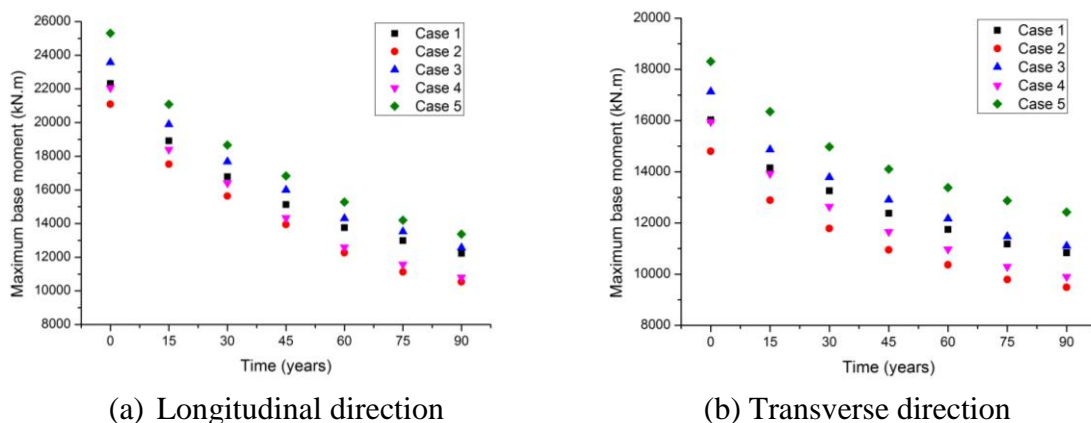 26000
24000
22000
20000
18000
16000
14000
12000
10000
8000
Maximum base moment (kN.m)
Case 1
Case 2
Case 3
Case 4
Case 5
0 15 30 45 60 75 90
Time (years)
(a) Longitudinal direction
20000
18000
16000
14000
12000
10000
8000
Maximum base moment (kN.m)
Case 1
Case 2
Case 3
Case 4
Case 5
0 15 30 45 60 75 90
Time (years)
(b) Transverse direction